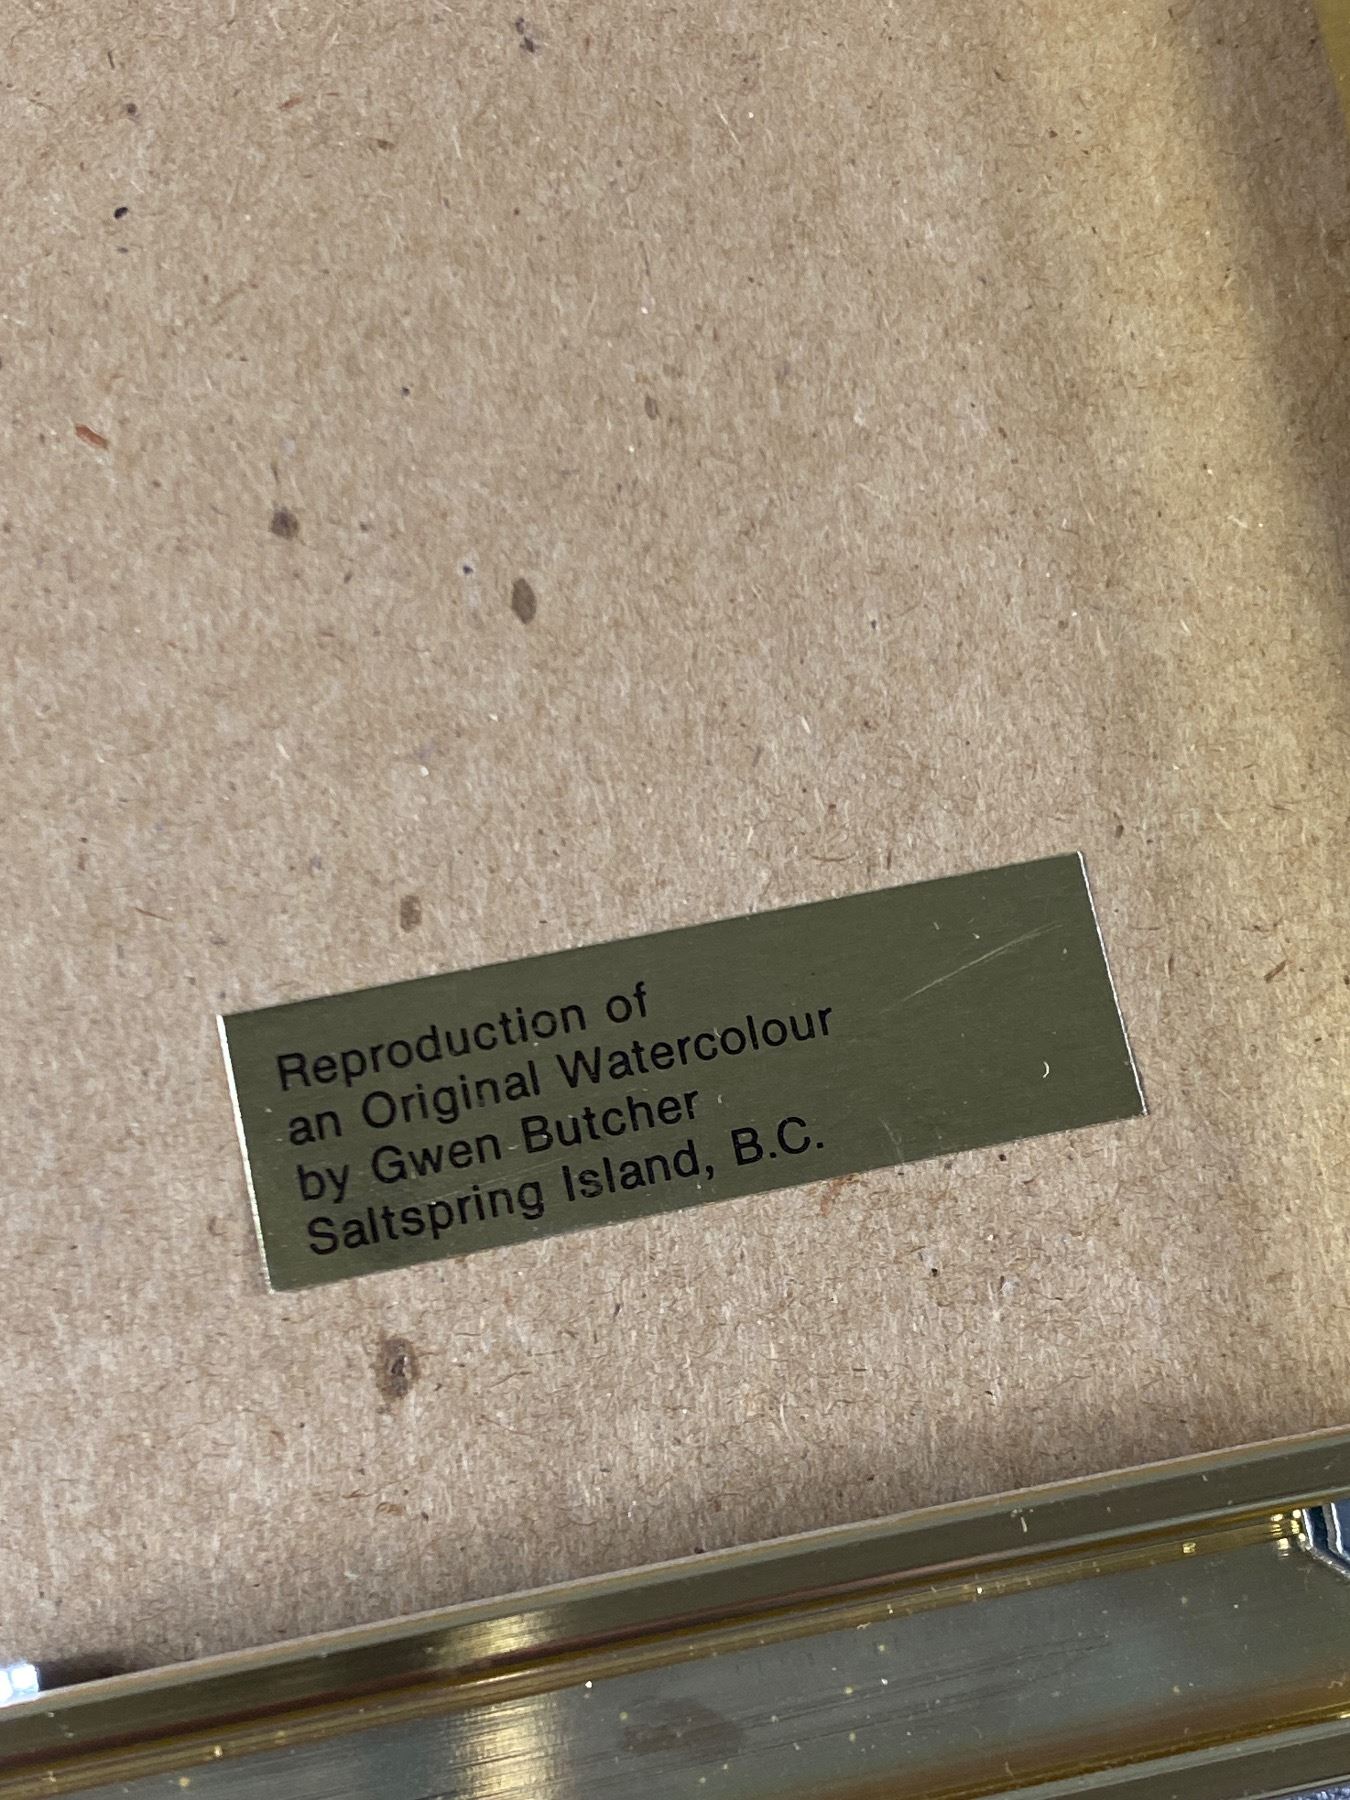 Reproduction of
an Original Watercolour
by Gwen Butcher
Saltspring Island, B.C.